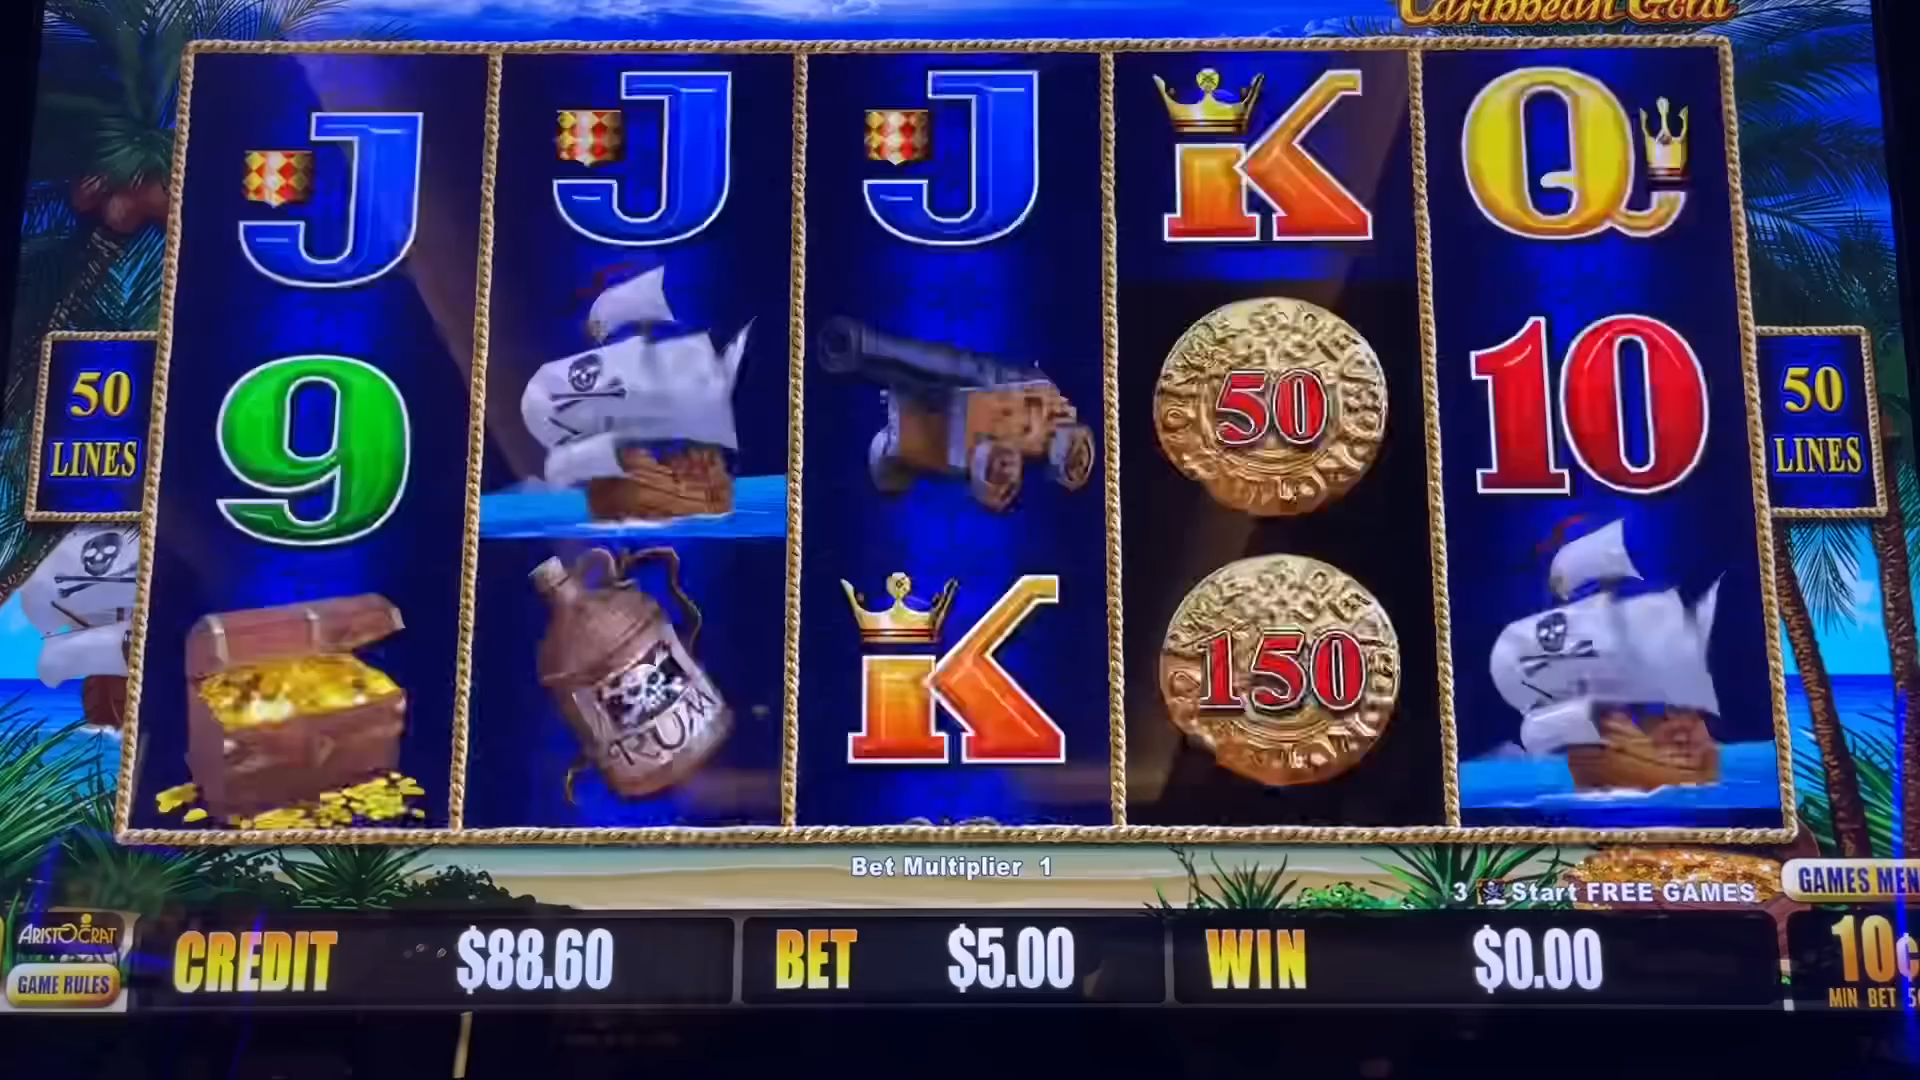 Caribbean Gold
J
J
J
K
Q
9
50
10
50
LINES
50
LINES
RUM
K
150
Bet Multiplier 1
3 Start FREE GAMES
GAMES MEN
ARISTOCRAT
GAME RULES
CREDIT $88.60
BET $5.00
WIN $0.00
10¢
MIN BET